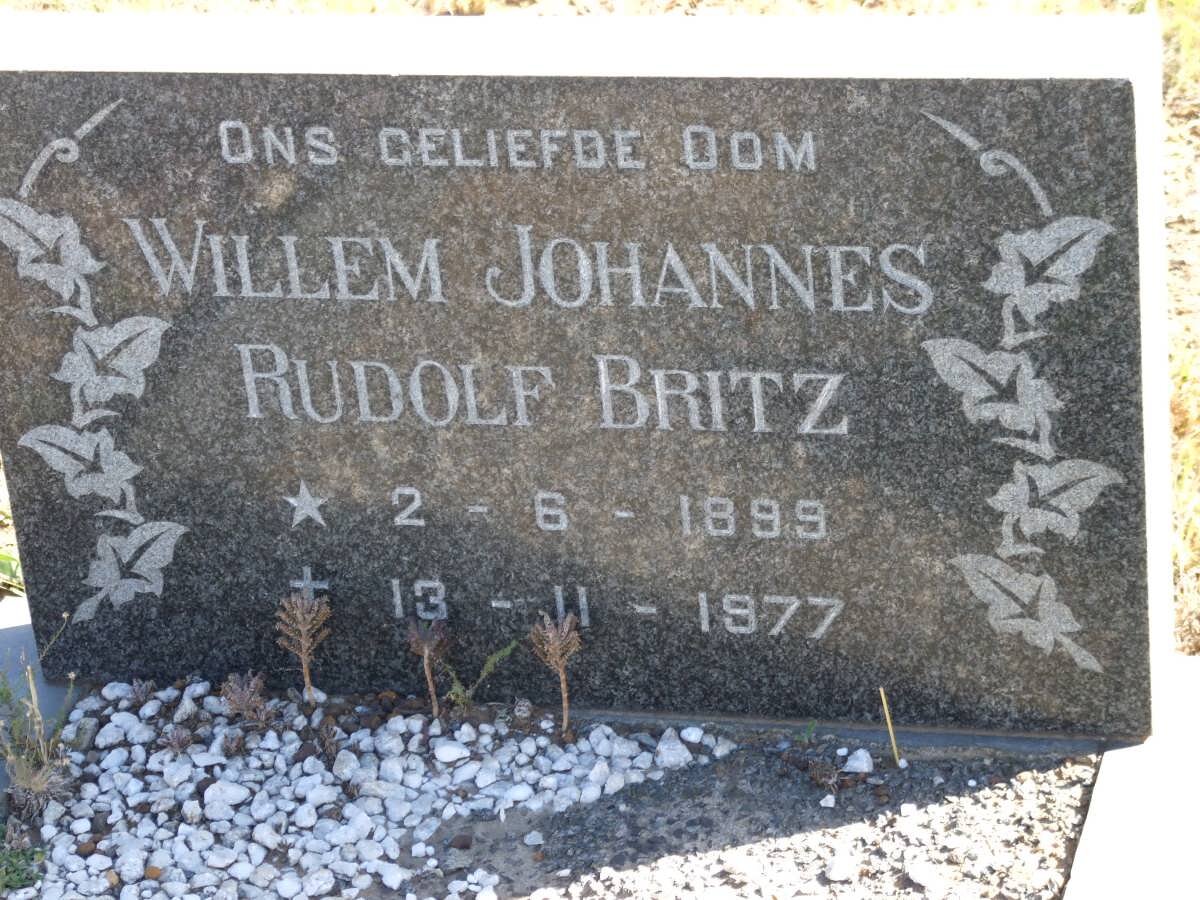 Ons geliefde Oom
Willem Johannes
Rudolf Britz
★ 2 - 6 - 1899
✝ 13 - 11 - 1977